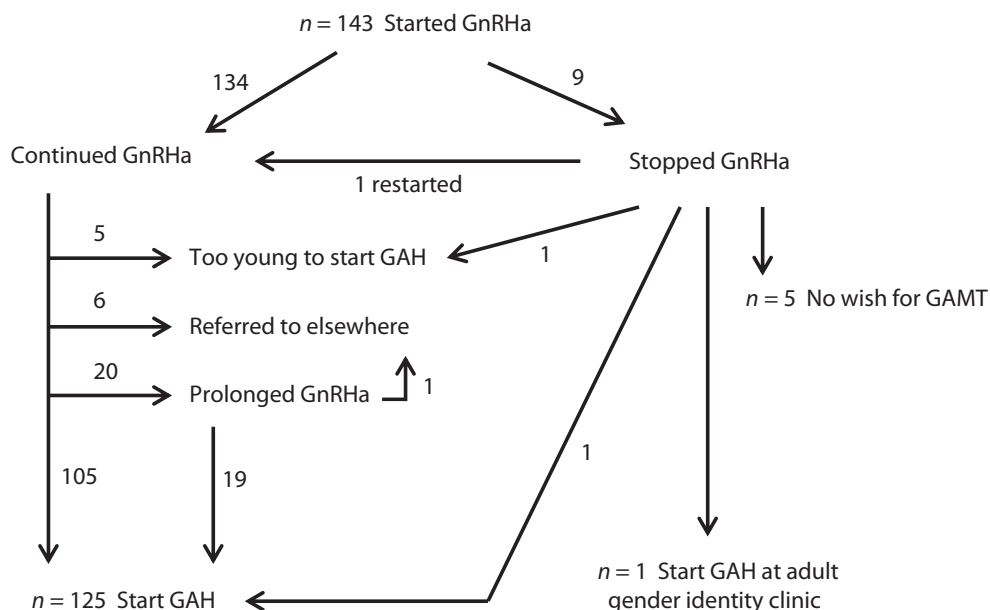 n = 143 Started GnRHa
134
9
Continued GnRHa
Stopped GnRHa
1 restarted
5
Too young to start GAH
1
6
Referred to elsewhere
n = 5 No wish for GAMT
20
Prolonged GnRHa
1
1
105
19
n = 125 Start GAH
n = 1 Start GAH at adult
gender identity clinic